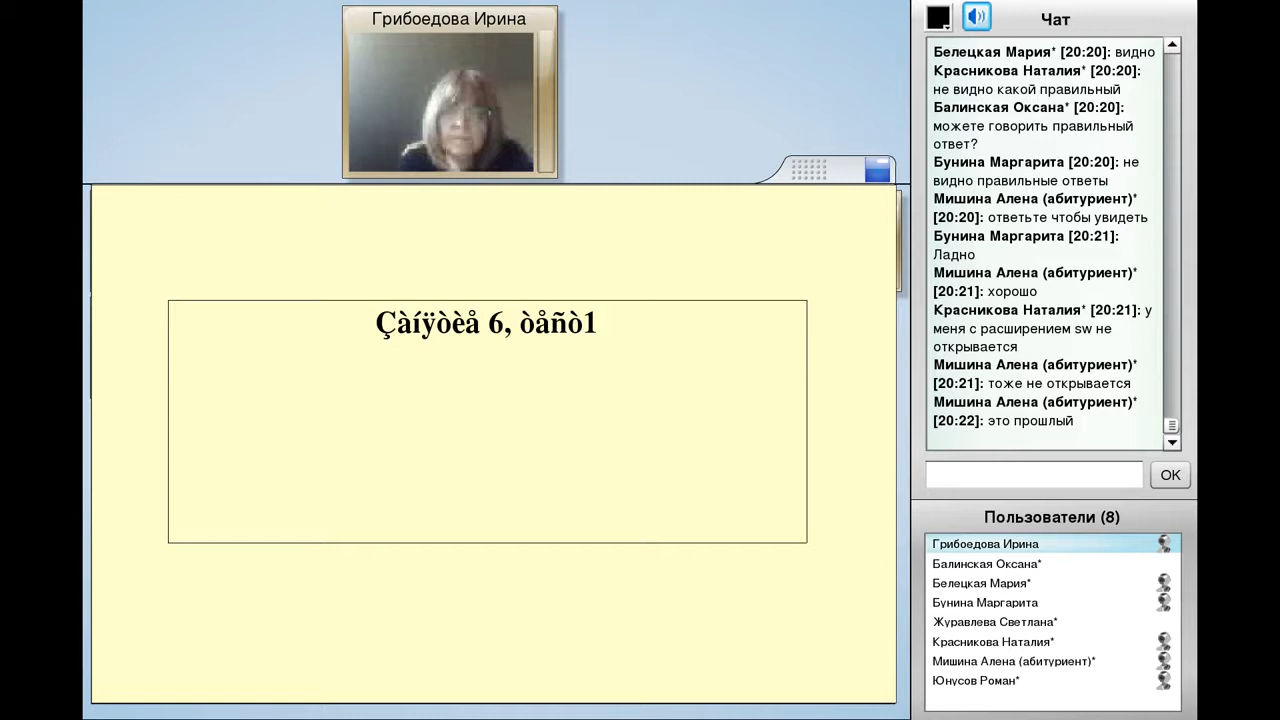 Грибоедова Ирина
Çàíÿòèå 6, òåñò1
Чат
Белецкая Мария* [20:20]: видно
Красникова Наталия* [20:20]:
не видно какой правильный
Балинская Оксана* [20:20]:
можете говорить правильный
ответ?
Бунина Маргарита [20:20]: не
видно правильные ответы
Мишина Алена (абитуриент)*
[20:20]: ответьте чтобы увидеть
Бунина Маргарита [20:21]:
Ладно
Мишина Алена (абитуриент)*
[20:21]: хорошо
Красникова Наталия* [20:21]: у
меня с расширением sw не
открывается
Мишина Алена (абитуриент)*
[20:21]: тоже не открывается
Мишина Алена (абитуриент)*
[20:22]: это прошлый
OK
Пользователи (8)
Грибоедова Ирина
Балинская Оксана*
Белецкая Мария*
Бунина Маргарита
Журавлева Светлана*
Красникова Наталия*
Мишина Алена (абитуриент)*
Юнусов Роман*